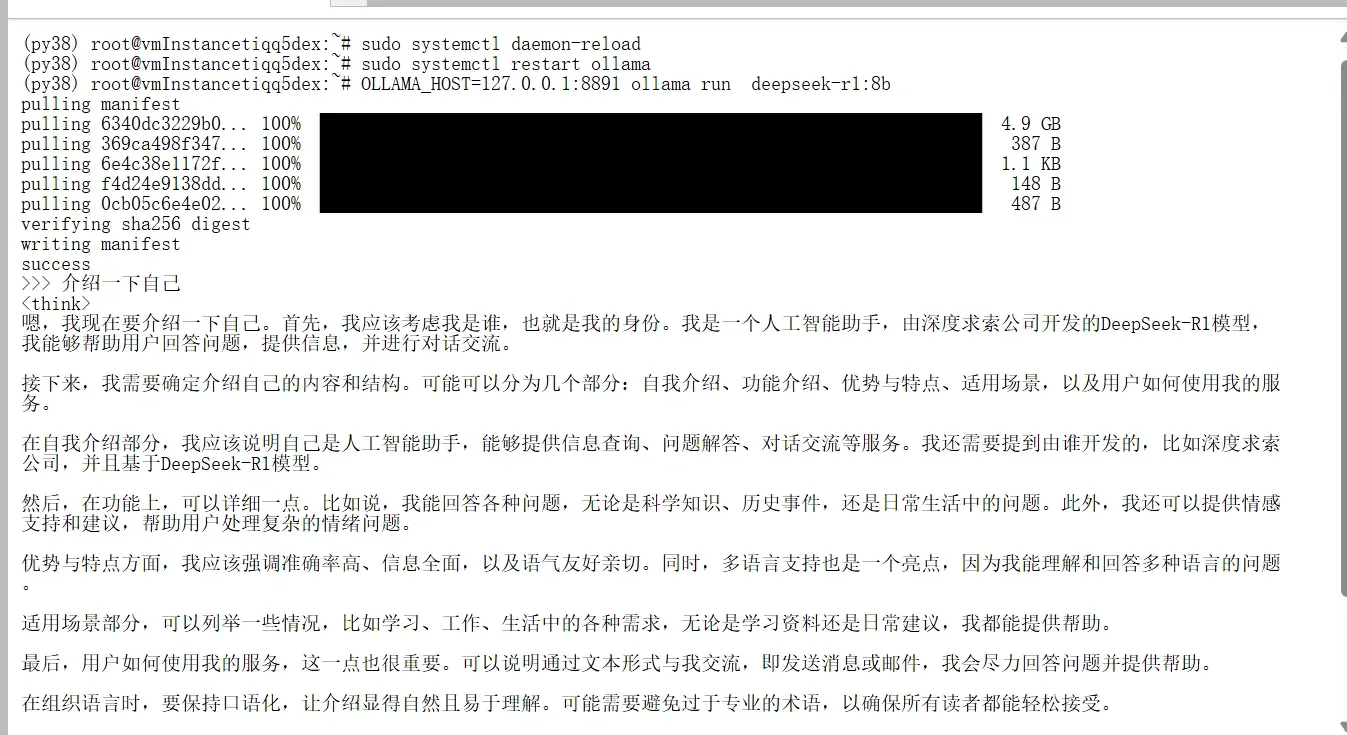 (py38) root@vmInstancetiqq5dex:~# sudo systemctl daemon-reload
(py38) root@vmInstancetiqq5dex:~# sudo systemctl restart ollama
(py38) root@vmInstancetiqq5dex:~# OLLAMA_HOST=127.0.0.1:8891 ollama run  deepseek-r1:8b
pulling manifest
pulling 6340dc3229b0... 100% 4.9 GB
pulling 369ca498f347... 100% 387 B
pulling 6e4c38e1172f... 100% 1.1 KB
pulling f4d24e9138dd... 100% 148 B
pulling 0cb05c6e4e02... 100% 487 B
verifying sha256 digest
writing manifest
success
>>> 介绍一下自己
<think>
嗯，我现在要介绍一下自己。首先，我应该考虑我是谁，也就是我的身份。我是一个人工智能助手，由深度求索公司开发的DeepSeek-R1模型，
我能够帮助用户回答问题，提供信息，并进行对话交流。
接下来，我需要确定介绍自己的内容和结构。可能可以分为几个部分：自我介绍、功能介绍、优势与特点、适用场景，以及用户如何使用我的服
务。
在自我介绍部分，我应该说明自己是人工智能助手，能够提供信息查询、问题解答、对话交流等服务。我还需要提到由谁开发的，比如深度求索
公司，并且基于DeepSeek-R1模型。
然后，在功能上，可以详细一点。比如说，我能回答各种问题，无论是科学知识、历史事件，还是日常生活中的问题。此外，我还可以提供情感
支持和建议，帮助用户处理复杂的情绪问题。
优势与特点方面，我应该强调准确率高、信息全面，以及语气友好亲切。同时，多语言支持也是一个亮点，因为我能理解和回答多种语言的问题
。
适用场景部分，可以列举一些情况，比如学习、工作、生活中的各种需求，无论是学习资料还是日常建议，我都能提供帮助。
最后，用户如何使用我的服务，这一点也很重要。可以说明通过文本形式与我交流，即发送消息或邮件，我会尽力回答问题并提供帮助。
在组织语言时，要保持口语化，让介绍显得自然且易于理解。可能需要避免过于专业的术语，以确保所有读者都能轻松接受。